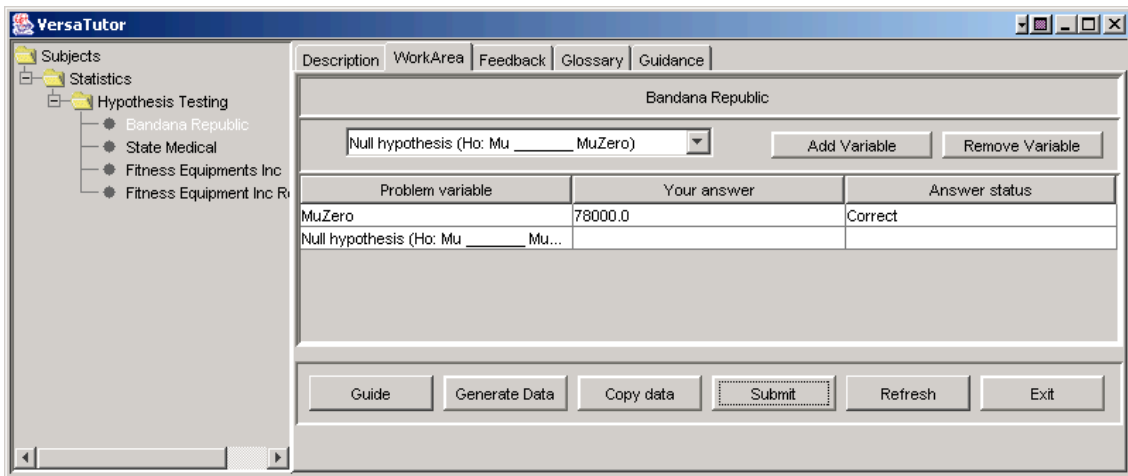 VersaTutor
Subjects
Statistics
Hypothesis Testing
Bandana Republic
State Medical
Fitness Equipments Inc
Fitness Equipment Inc R
Description WorkArea Feedback Glossary Guidance
Bandana Republic
Null hypothesis (Ho: Mu _______ MuZero) Add Variable Remove Variable
Problem variable Your answer Answer status
MuZero 78000.0 Correct
Null hypothesis (Ho: Mu _______ Mu...
Guide Generate Data Copy data Submit Refresh Exit